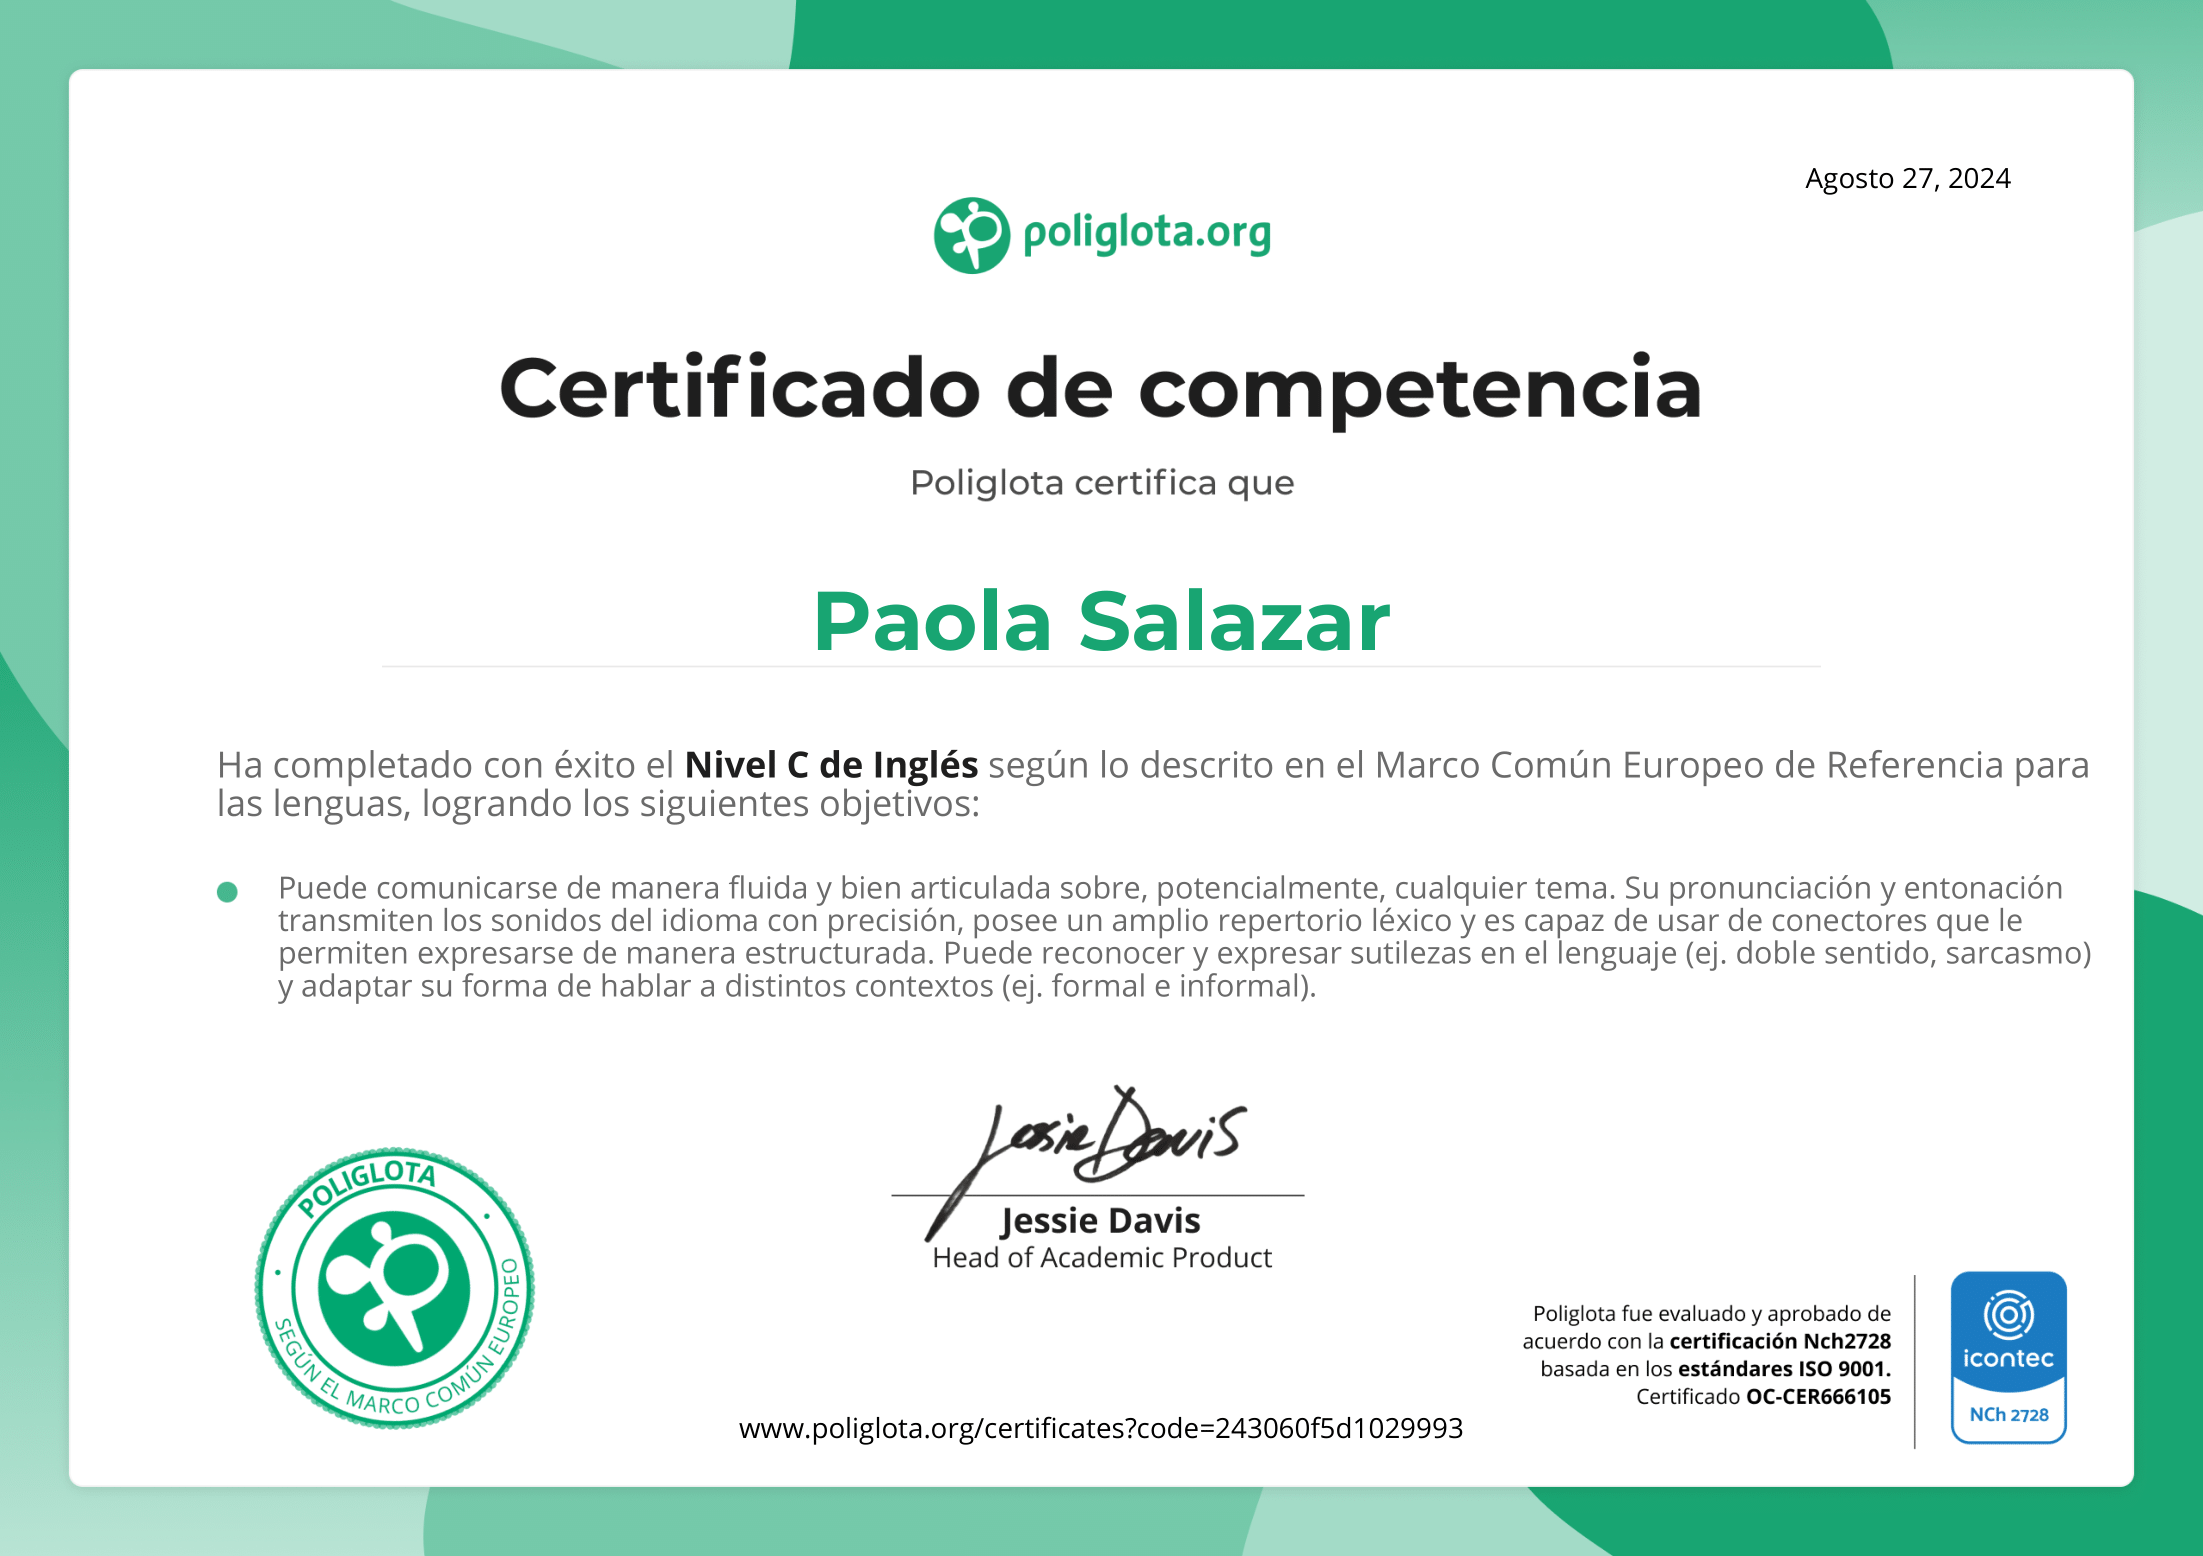 Agosto 27, 2024
poliglota.org
Certificado de competencia
Poliglota certifica que
Paola Salazar
Ha completado con éxito el Nivel C de Inglés según lo descrito en el Marco Común Europeo de Referencia para
las lenguas, logrando los siguientes objetivos:
Puede comunicarse de manera fluida y bien articulada sobre, potencialmente, cualquier tema. Su pronunciación y entonación
transmiten los sonidos del idioma con precisión, posee un amplio repertorio léxico y es capaz de usar de conectores que le
permiten expresarse de manera estructurada. Puede reconocer y expresar sutilezas en el lenguaje (ej. doble sentido, sarcasmo)
y adaptar su forma de hablar a distintos contextos (ej. formal e informal).
Jessie Davis
Jessie Davis
Head of Academic Product
POLIGLOTA
SEGÚN EL MARCO COMÚN EUROPEO
Poliglota fue evaluado y aprobado de
acuerdo con la certificación Nch2728
basada en los estándares ISO 9001.
Certificado OC-CER666105
icontec
NCh 2728
www.poliglota.org/certificates?code=243060f5d1029993